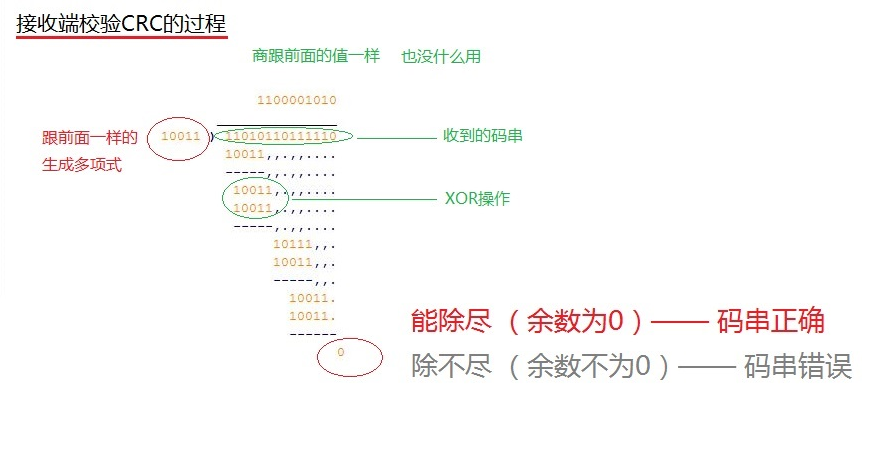 接收端校验CRC的过程
商跟前面的值一样 也没什么用
1100001010
跟前面一样的
生成多项式
10011 ) 11010110111110
收到的码串
10011,,.,,....
-----,,.,,....
10011,.,,....
10011,.,,....
XOR操作
-----,.,,....
10111,,.
10011,,.
-----,,.
10011.
10011.
------
0
能除尽 （余数为0）—— 码串正确
除不尽 （余数不为0）—— 码串错误